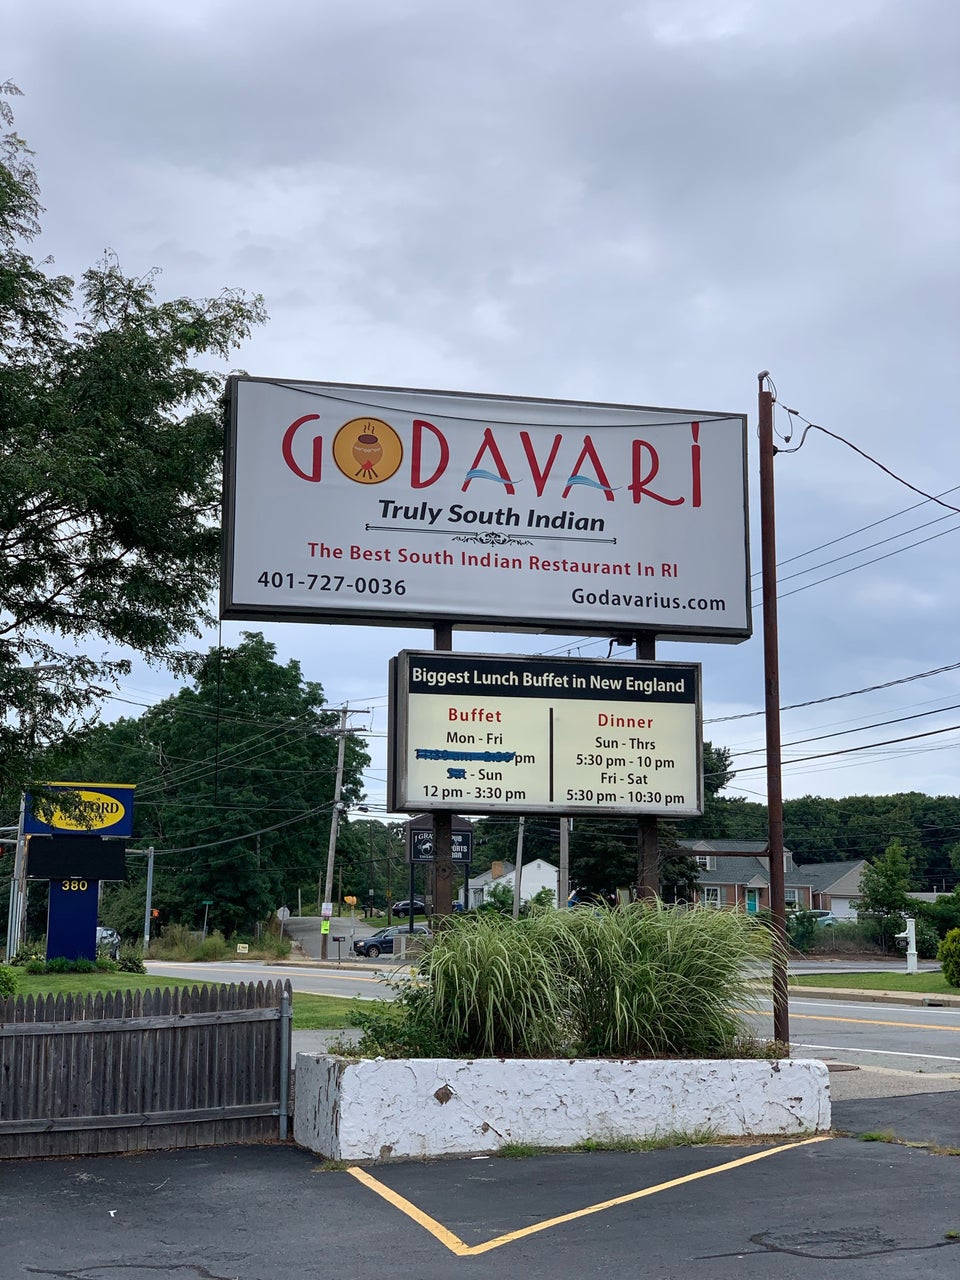 GODAVARI
Truly South Indian
The Best South Indian Restaurant In RI
401-727-0036
Godavarius.com
Biggest Lunch Buffet in New England
Buffet
Mon - Fri
pm
- Sun
12 pm - 3:30 pm
Dinner
Sun - Thrs
5:30 pm - 10 pm
Fri - Sat
5:30 pm - 10:30 pm
380